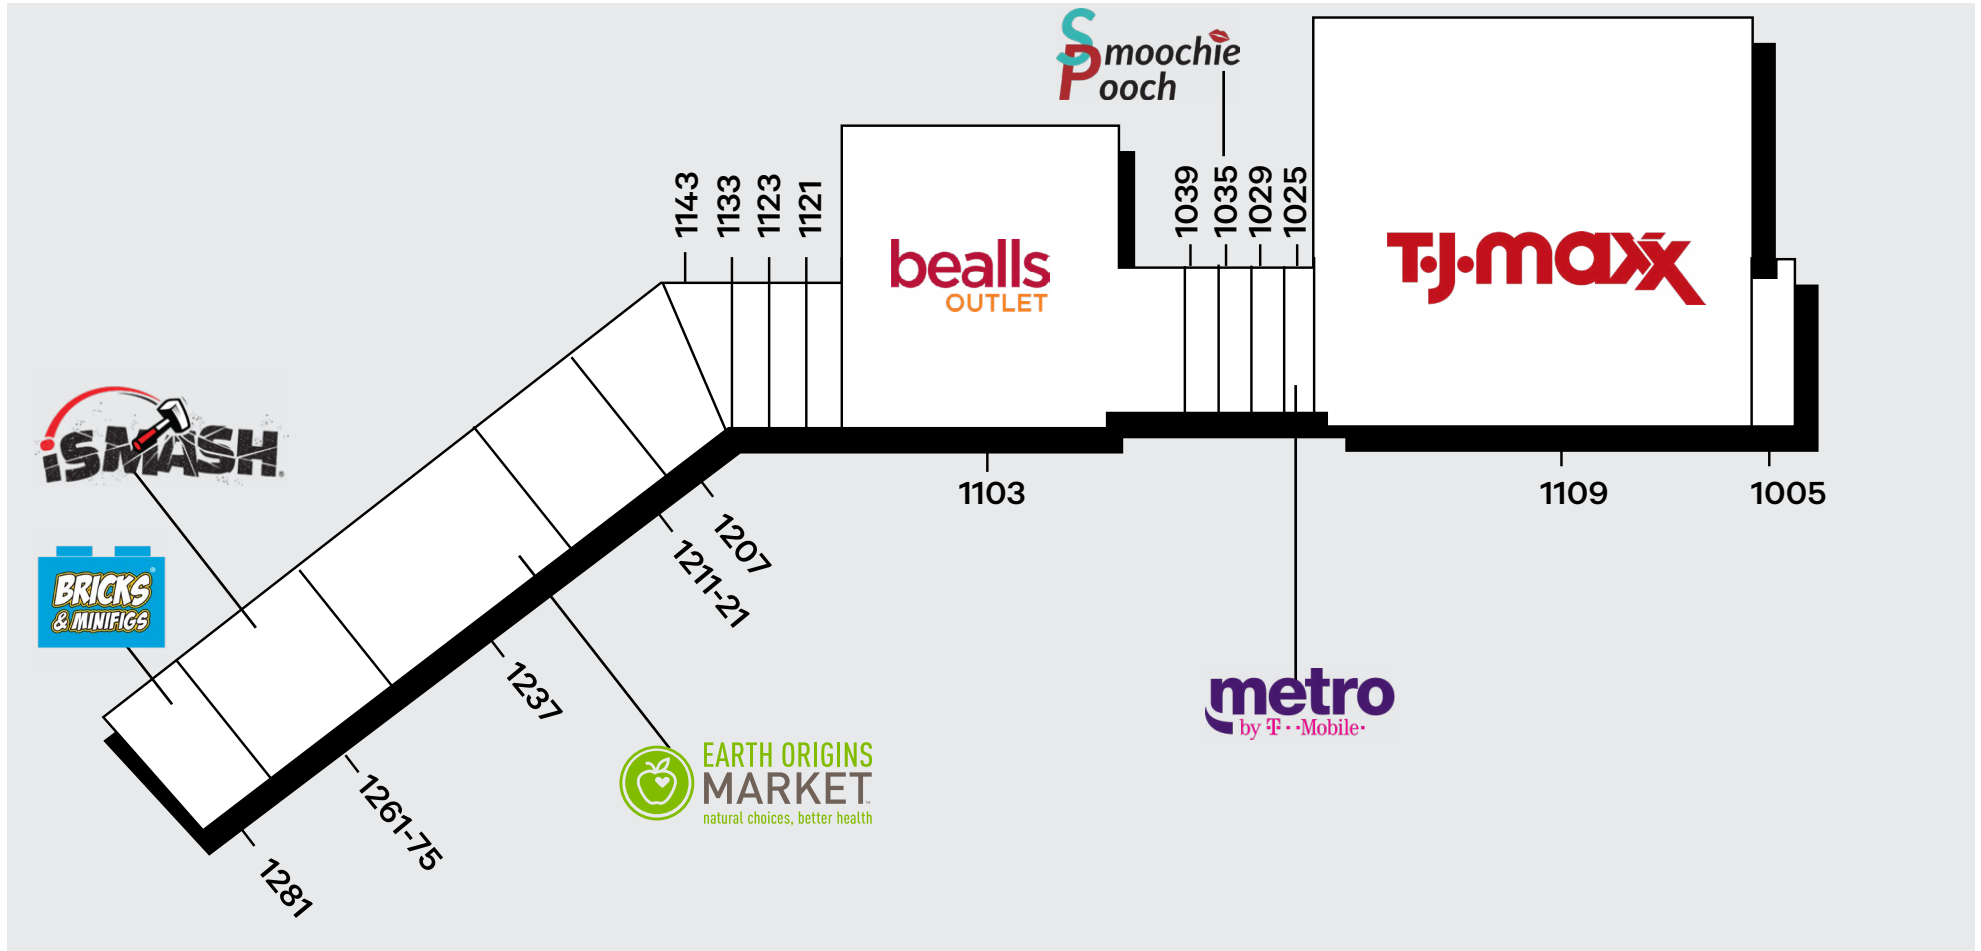 Smoochie
Pooch
1143
1133
1123
1121
1039
1035
1029
1025
bealls
OUTLET
T·J·maxx
iSMASH
BRICKS
& MINIFIGS
1103
1109
1005
1207
1211-21
1237
1261-75
1281
metro
by T··Mobile·
EARTH ORIGINS
MARKET
natural choices, better health